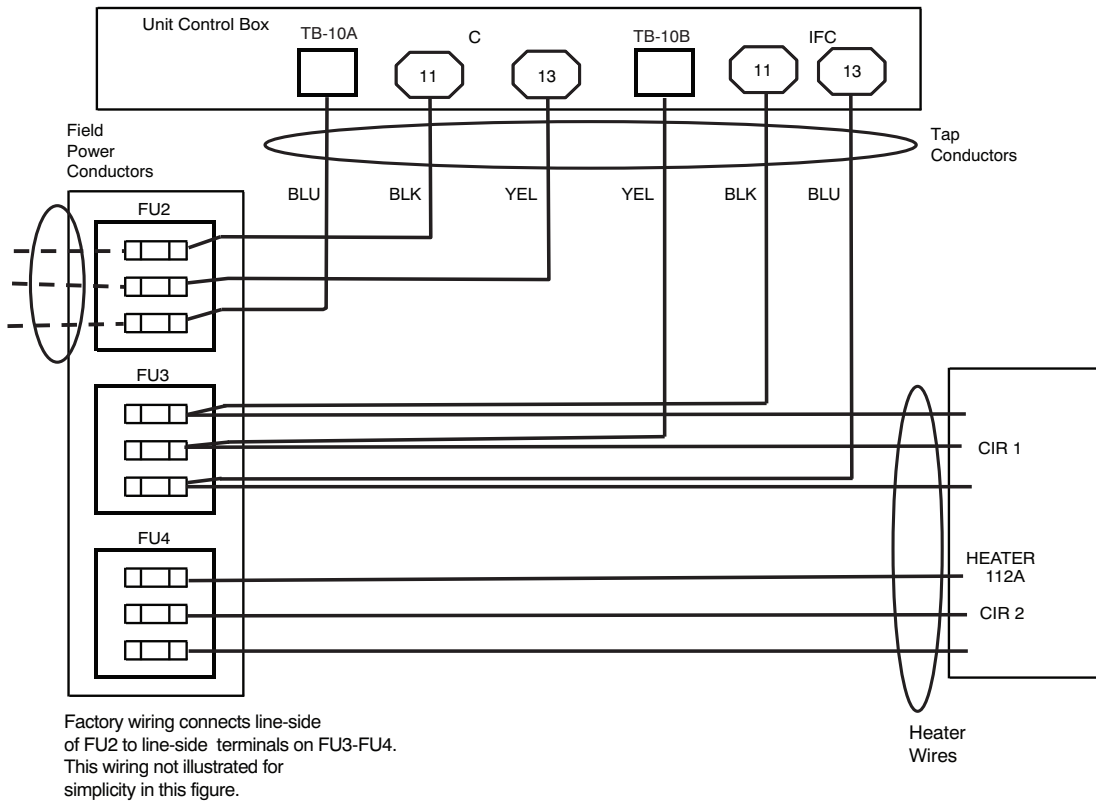 Unit Control Box
TB-10A
C
TB-10B
IFC
11
13
11
13
Field
Power
Conductors
Tap
Conductors
BLU
BLK
YEL
YEL
BLK
BLU
FU2
FU3
CIR 1
FU4
HEATER
112A
CIR 2
Factory wiring connects line-side
of FU2 to line-side terminals on FU3-FU4.
This wiring not illustrated for
simplicity in this figure.
Heater
Wires